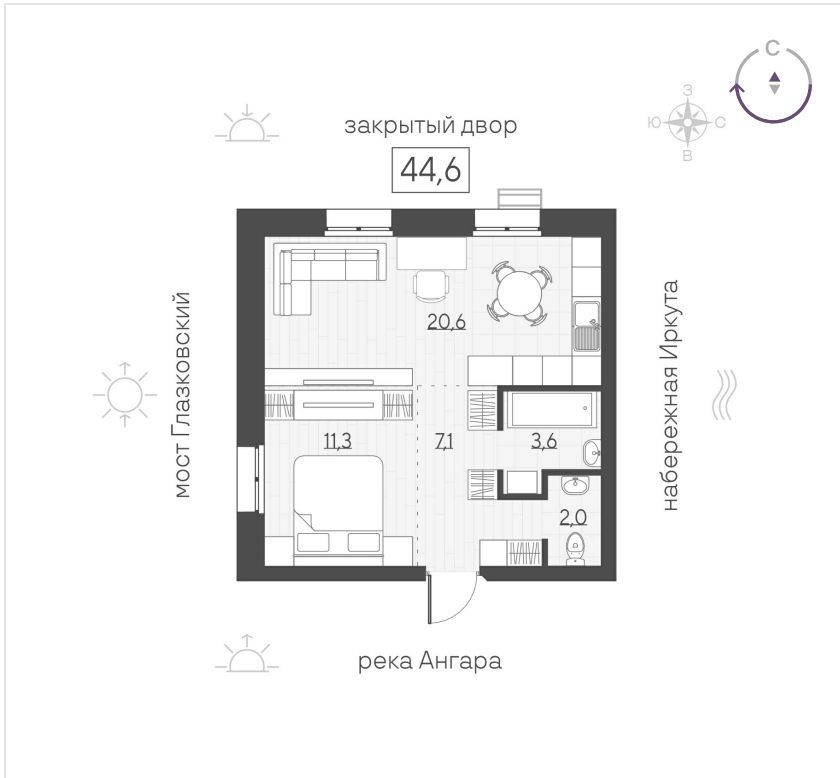 С
З
Ю
С
В
закрытый двор
44,6
мост Глазковский
набережная Иркута
20,6
11,3
7,1
3,6
2,0
река Ангара